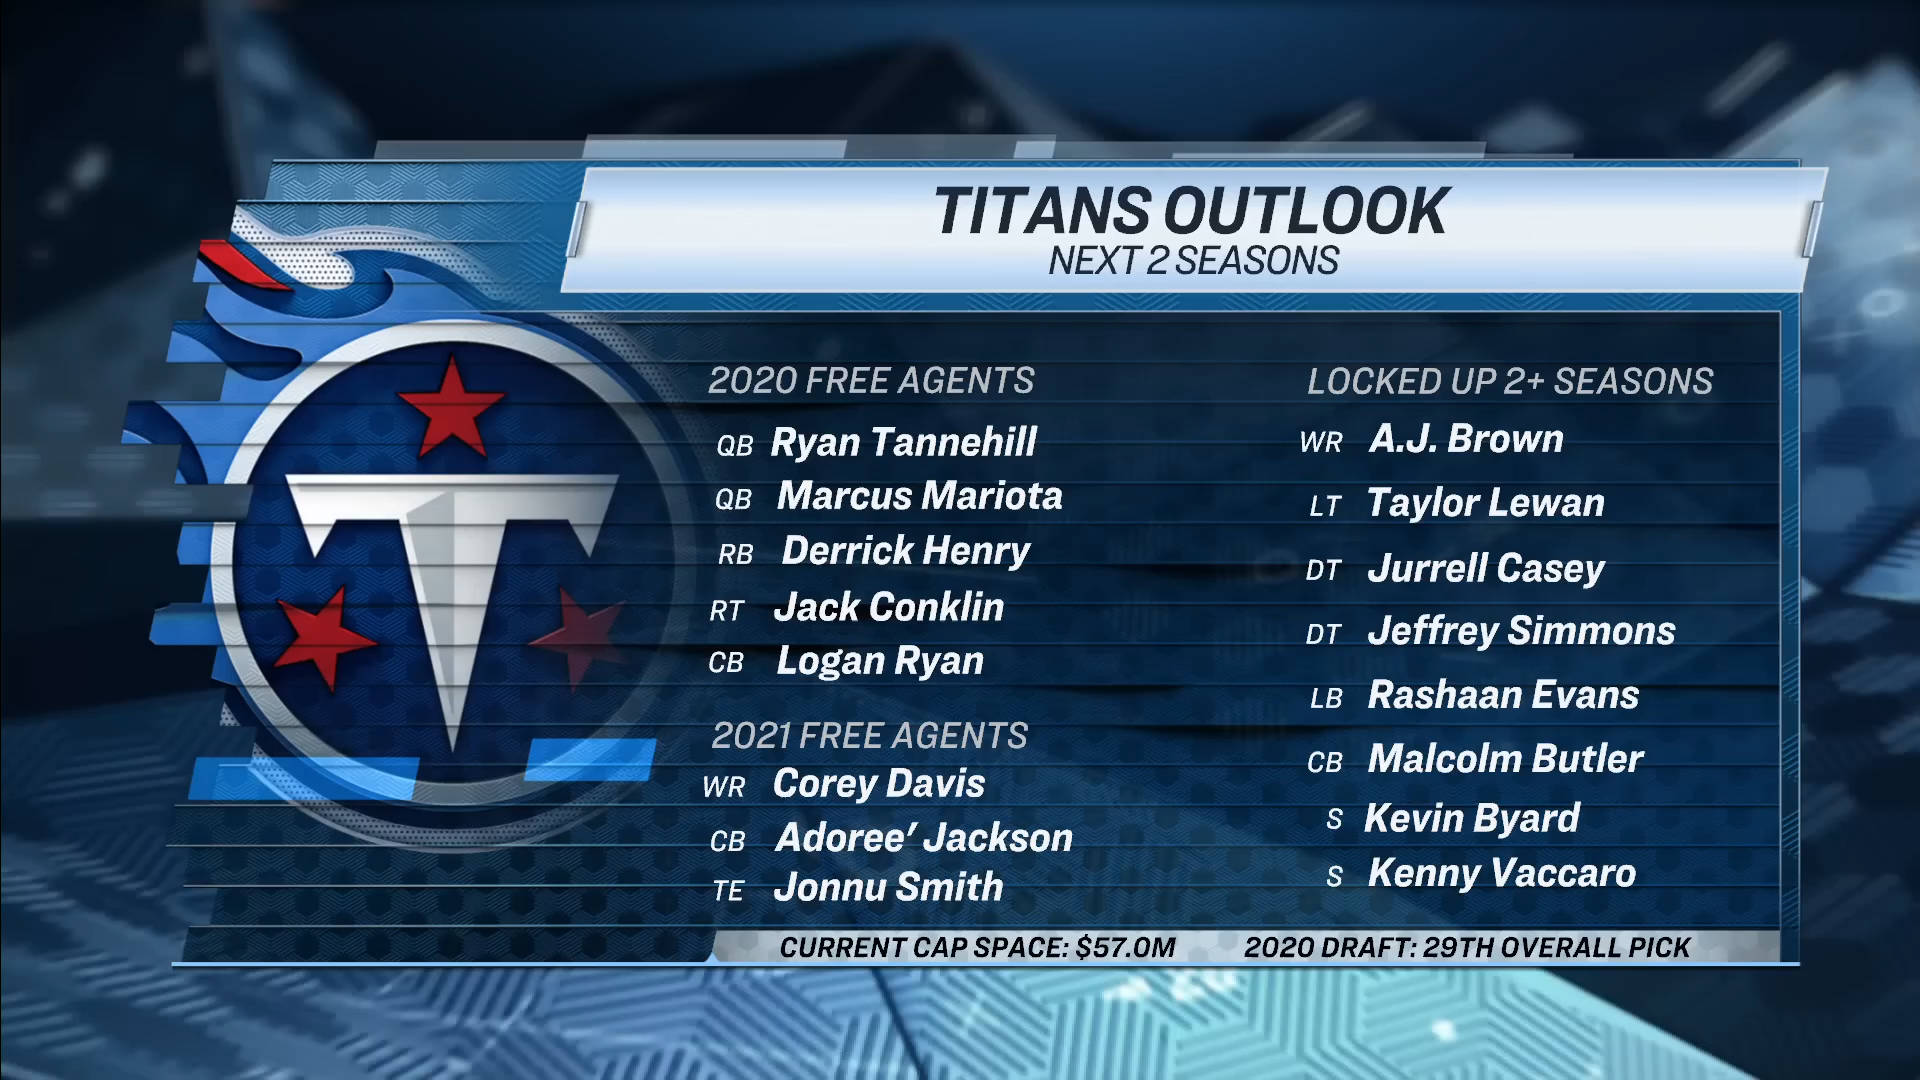 TITANS OUTLOOK
NEXT 2 SEASONS
2020 FREE AGENTS
QB Ryan Tannehill
QB Marcus Mariota
RB Derrick Henry
RT Jack Conklin
CB Logan Ryan
2021 FREE AGENTS
WR Corey Davis
CB Adoree' Jackson
TE Jonnu Smith
LOCKED UP 2+ SEASONS
WR A.J. Brown
LT Taylor Lewan
DT Jurrell Casey
DT Jeffrey Simmons
LB Rashaan Evans
CB Malcolm Butler
S Kevin Byard
S Kenny Vaccaro
CURRENT CAP SPACE: $57.0M 2020 DRAFT: 29TH OVERALL PICK